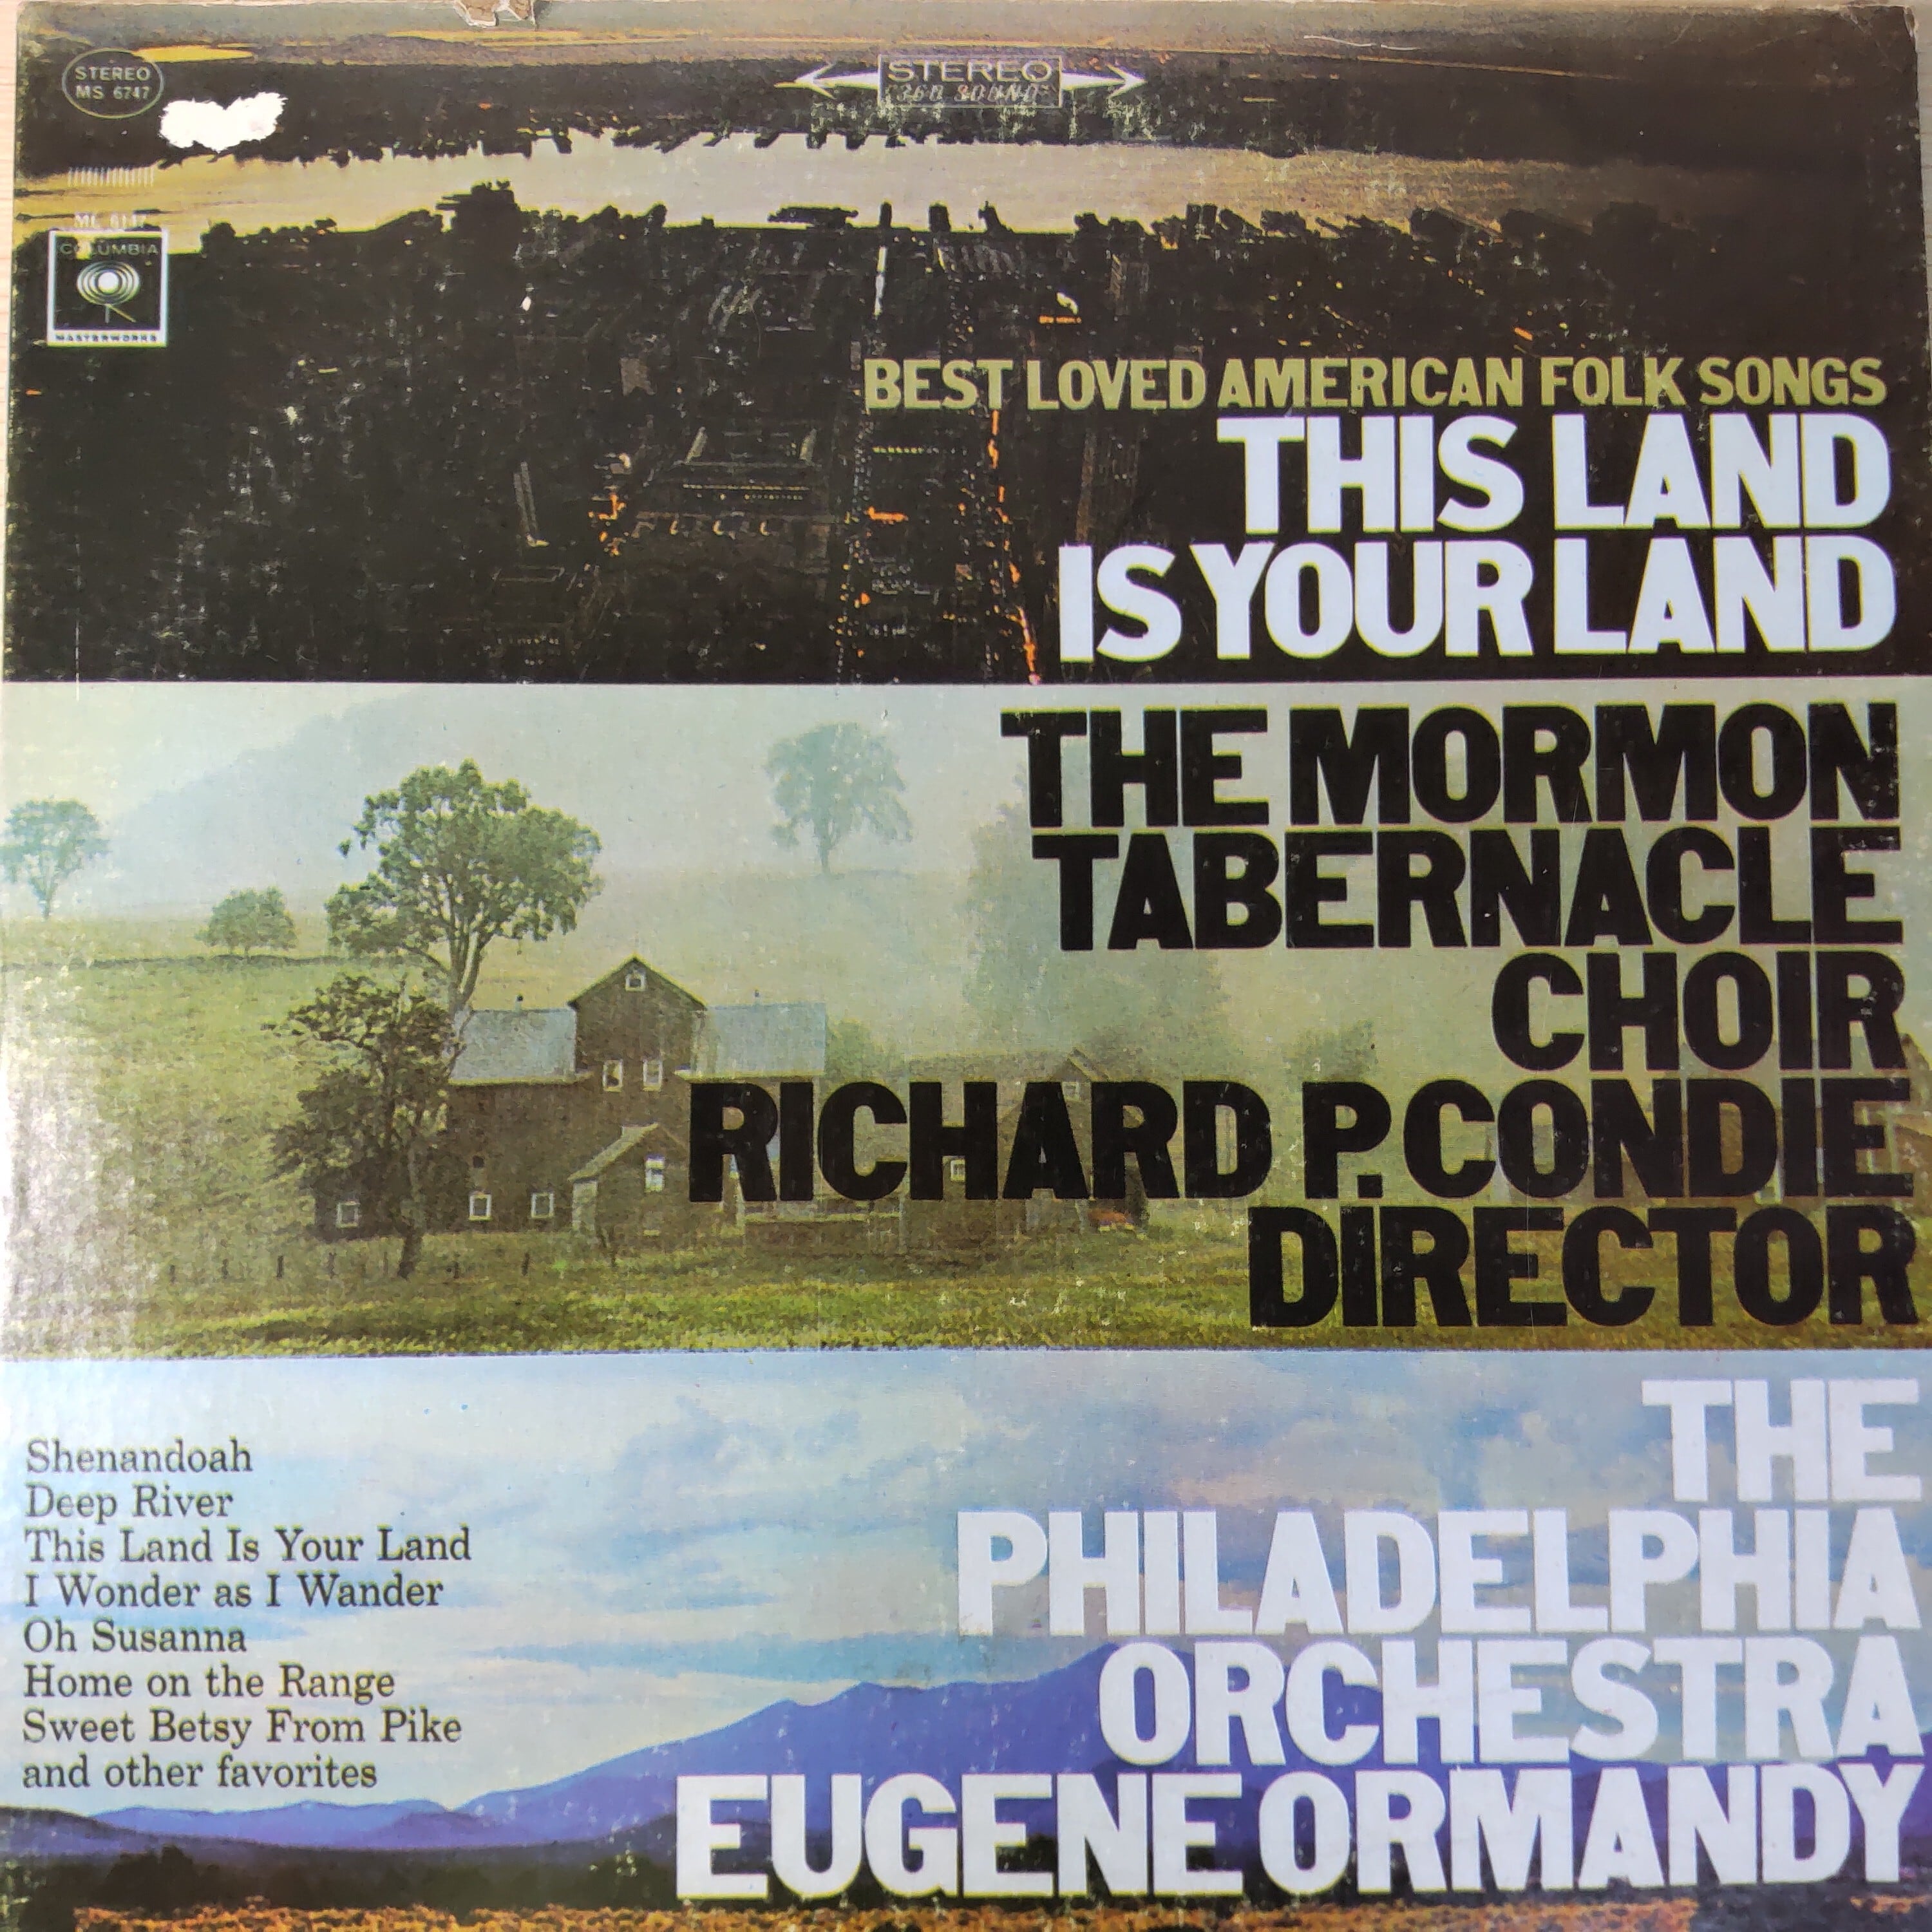 STEREO
MS 6747
STEREO
360 SOUND
ML 6147
COLUMBIA
MASTERWORKS
BEST LOVED AMERICAN FOLK SONGS
THIS LAND
IS YOUR LAND
THE MORMON
TABERNACLE
CHOIR
RICHARD P. CONDIE
DIRECTOR
THE
PHILADELPHIA
ORCHESTRA
EUGENE ORMANDY
Shenandoah
Deep River
This Land Is Your Land
I Wonder as I Wander
Oh Susanna
Home on the Range
Sweet Betsy From Pike
and other favorites